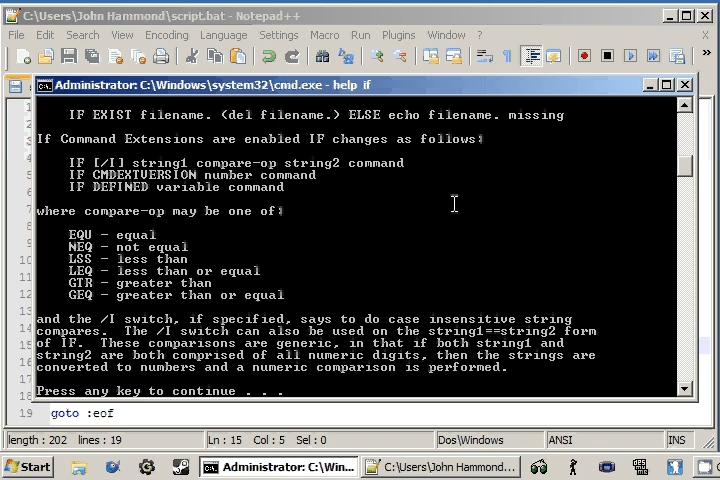 C:\Users\John Hammond\script.bat - Notepad++
File Edit Search View Encoding Language Settings Macro Run Plugins Window ?
Administrator: C:\Windows\system32\cmd.exe - help if
IF EXIST filename. (del filename.) ELSE echo filename. missing
If Command Extensions are enabled IF changes as follows:
IF [/I] string1 compare-op string2 command
IF CMDEXTVERSION number command
IF DEFINED variable command
where compare-op may be one of:
EQU - equal
NEQ - not equal
LSS - less than
LEQ - less than or equal
GTR - greater than
GEQ - greater than or equal
and the /I switch, if specified, says to do case insensitive string
compares.  The /I switch can also be used on the string1==string2 form
of IF.  These comparisons are generic, in that if both string1 and
string2 are both comprised of all numeric digits, then the strings are
converted to numbers and a numeric comparison is performed.
Press any key to continue . . .
19 goto :eof
length : 202 lines : 19 Ln : 15 Col : 5 Sel : 0 Dos\Windows ANSI INS
Start Administrator: C:\Win... C:\Users\John Hammond\...